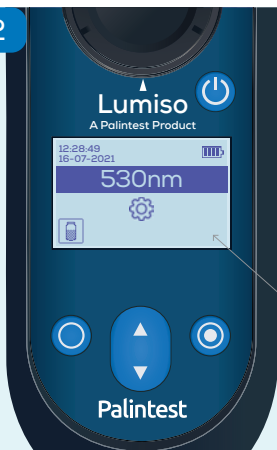 2
Lumiso
A Palintest Product
12:28:49
16-07-2021
530nm
Palintest